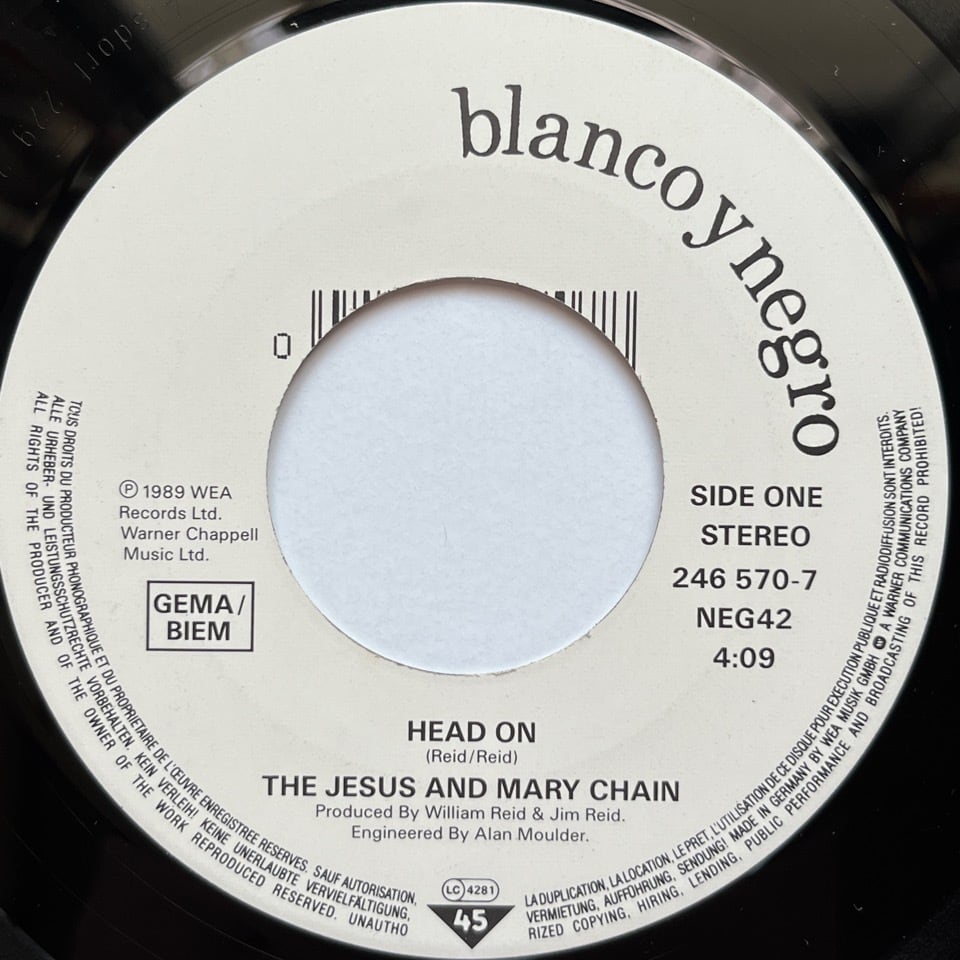 blanco y negro
0
℗ 1989 WEA
Records Ltd.
Warner Chappell
Music Ltd.
GEMA/
BIEM
SIDE ONE
STEREO
246 570-7
NEG42
4:09
HEAD ON
(Reid/Reid)
THE JESUS AND MARY CHAIN
Produced By William Reid & Jim Reid.
Engineered By Alan Moulder.
TOUS DROITS DU PRODUCTEUR PHONOGRAPHIQUE ET DU PROPRIETAIRE DE L'ŒUVRE ENREGISTREE RESERVES. SAUF AUTORISATION,
LA DUPLICATION, LA LOCATION, LE PRET, L'UTILISATION DE CE DISQUE POUR EXECUTION PUBLIQUE ET RADIODIFFUSION SONT INTERDITS.
ALLE URHEBER- UND LEISTUNGSSCHUTZRECHTE VORBEHALTEN. KEIN VERLEIH! KEINE UNERLAUBTE VERVIELFÄLTIGUNG,
VERMIETUNG, AUFFÜHRUNG, SENDUNG! MADE IN GERMANY BY WEA MUSIK GMBH W A WARNER COMMUNICATIONS COMPANY
ALL RIGHTS OF THE PRODUCER AND OF THE OWNER OF THE WORK REPRODUCED RESERVED. UNAUTHO
RIZED COPYING, HIRING, LENDING, PUBLIC PERFORMANCE AND BROADCASTING OF THIS RECORD PROHIBITED!
LC 4281
45